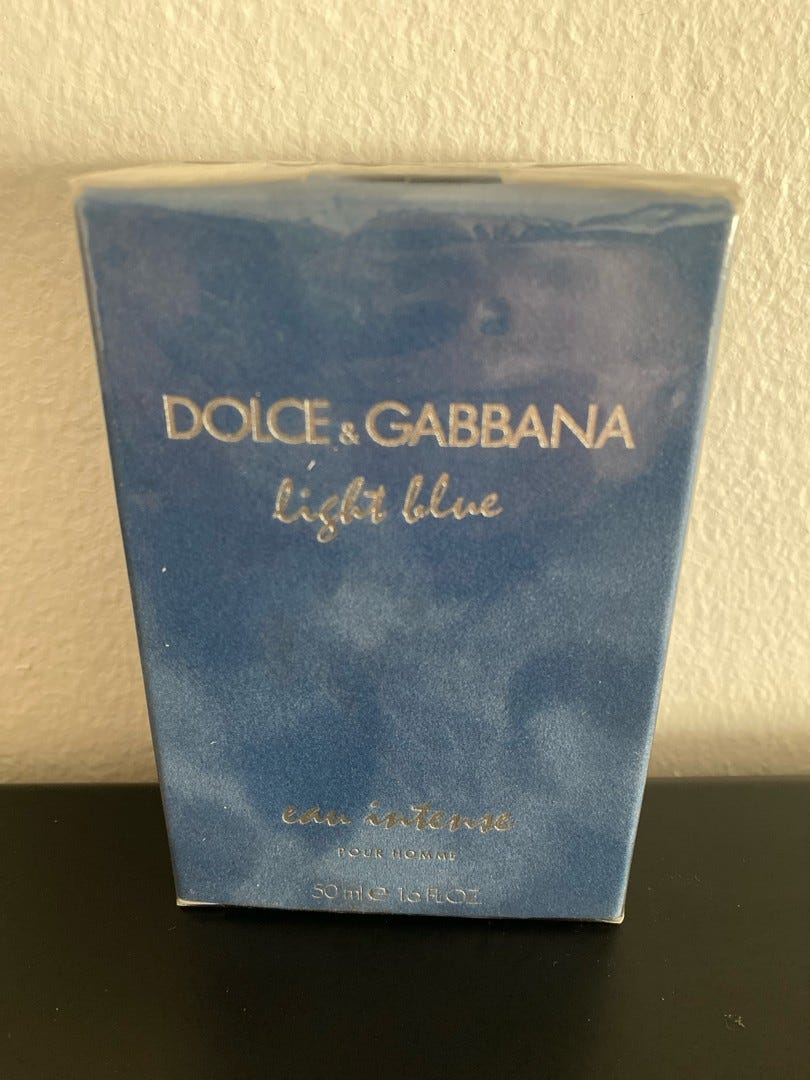 DOLCE & GABBANA
light blue
eau intense
POUR HOMME
50 ml e 1.6 FL.OZ.